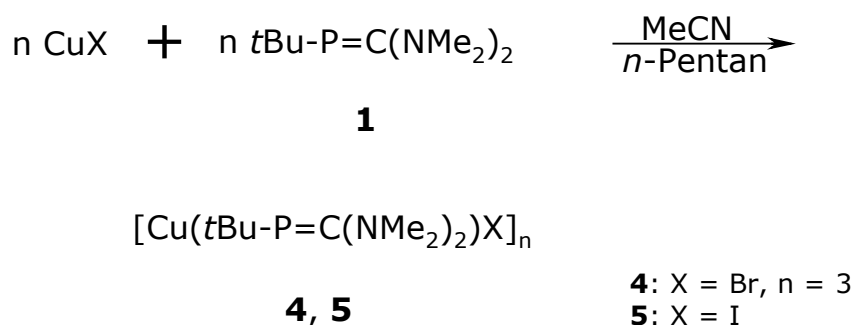 n CuX + n tBu-P=C(NMe₂)₂ MeCN
n-Pentan
1
[Cu(tBu-P=C(NMe₂)₂)X]ₙ
4, 5
4: X = Br, n = 3
5: X = I